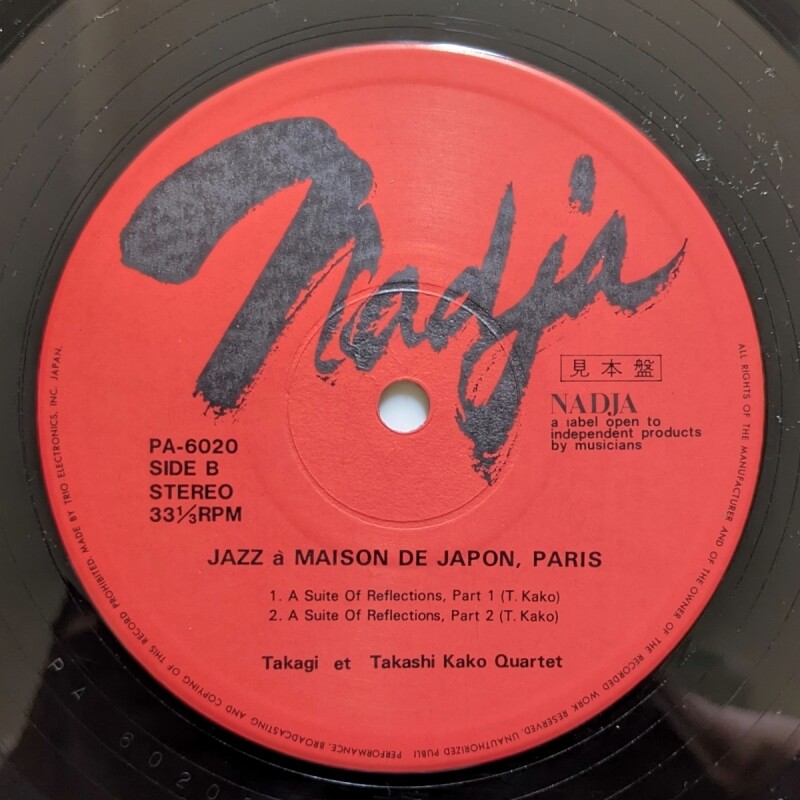 Nadja
見本盤
NADJA
a label open to
independent products
by musicians
PA-6020
SIDE B
STEREO
33⅓RPM
JAZZ à MAISON DE JAPON, PARIS
1. A Suite Of Reflections, Part 1 (T. Kako)
2. A Suite Of Reflections, Part 2 (T. Kako)
Takagi et Takashi Kako Quartet
ALL RIGHTS OF THE MANUFACTURER AND OF THE OWNER OF THE RECORDED WORK RESERVED. UNAUTHORIZED PUBLI PERFORMANCE, BROADCASTING AND COPYING OF THIS RECORD PROHIBITED. MADE BY TRIO ELECTRONICS, INC. JAPAN.
PA 6020